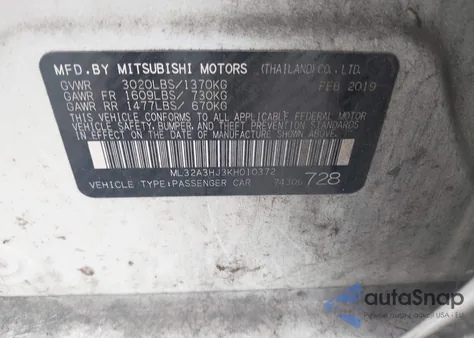 MFD. BY MITSUBISHI MOTORS (THAILAND) CO., LTD.
GVWR 3020LBS/1370KG FEB 2019
GAWR FR 1609LBS/ 730KG
GAWR RR 1477LBS/ 670KG
THIS VEHICLE CONFORMS TO ALL APPLICABLE FEDERAL MOTOR
VEHICLE SAFETY, BUMPER, AND THEFT PREVENTION STANDARDS
IN EFFECT ON THE DATE OF MANUFACTURE SHOWN ABOVE.
ML32A3HJ3KH010372
VEHICLE TYPE:PASSENGER CAR 74306 728
autaSnap